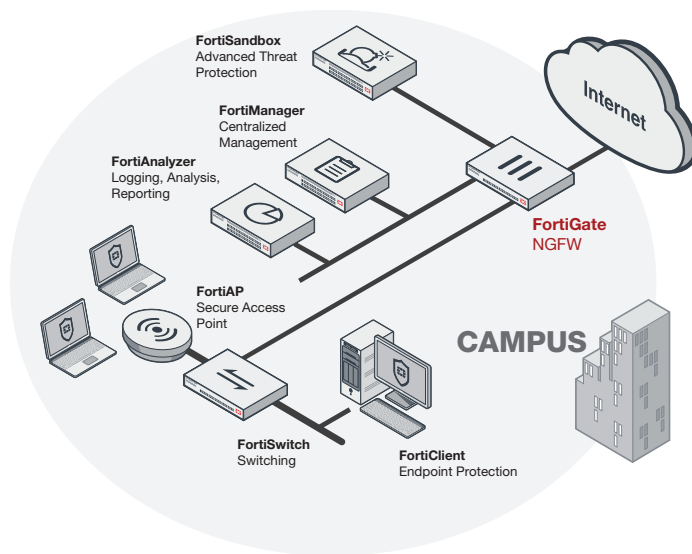 FortiSandbox
Advanced Threat
Protection
Internet
FortiManager
Centralized
Management
FortiAnalyzer
Logging, Analysis,
Reporting
FortiGate
NGFW
FortiAP
Secure Access
Point
CAMPUS
FortiSwitch
Switching
FortiClient
Endpoint Protection